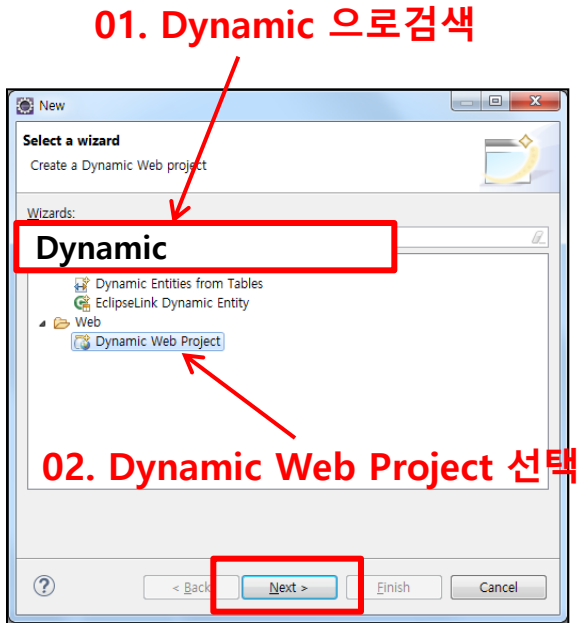 01. Dynamic 으로검색
New
Select a wizard
Create a Dynamic Web project
Wizards:
Dynamic
Dynamic Entities from Tables
EclipseLink Dynamic Entity
Web
Dynamic Web Project
02. Dynamic Web Project 선택
? < Back Next > Finish Cancel